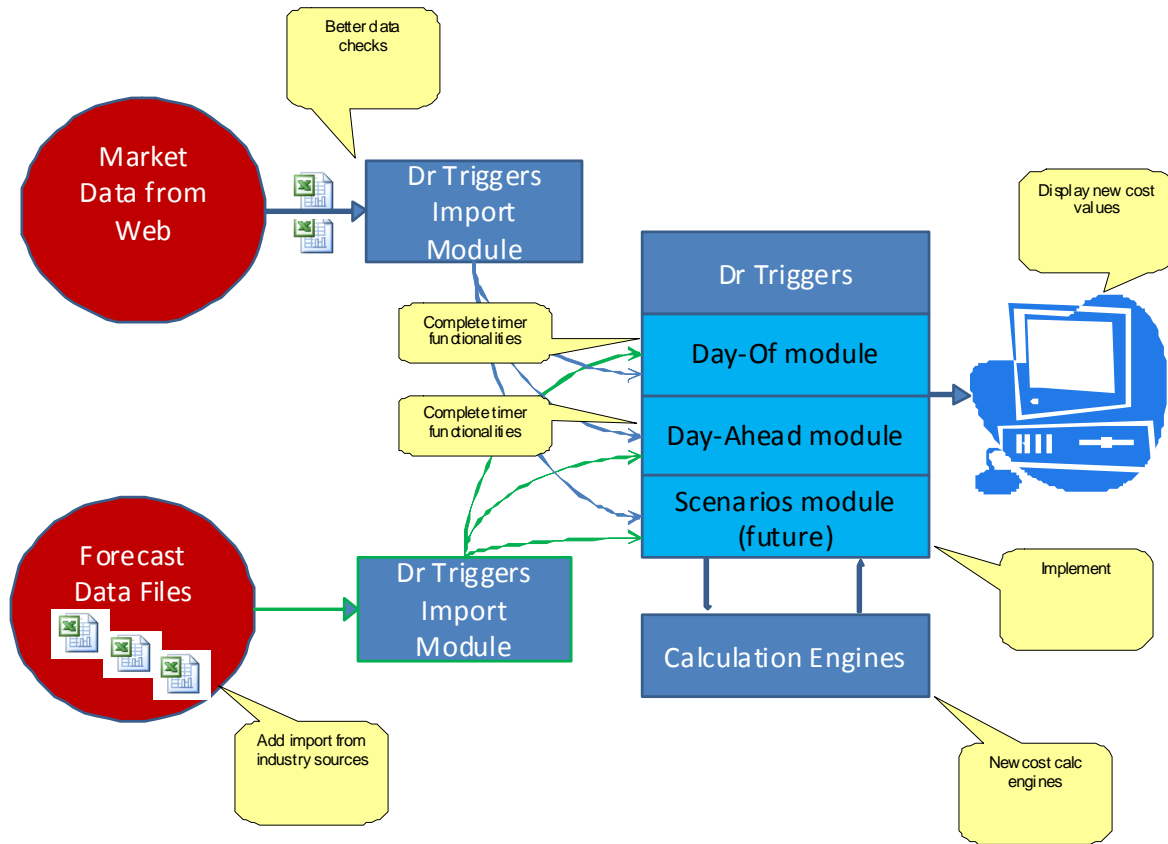 Better data
checks
Market
Data from
Web
Dr Triggers
Import
Module
Display new cost
values
Dr Triggers
Complete timer
functionalities
Day-Of module
Complete timer
functionalities
Day-Ahead module
Scenarios module
(future)
Forecast
Data Files
Dr Triggers
Import
Module
Implement
Calculation Engines
Add import from
industry sources
New cost calc
engines